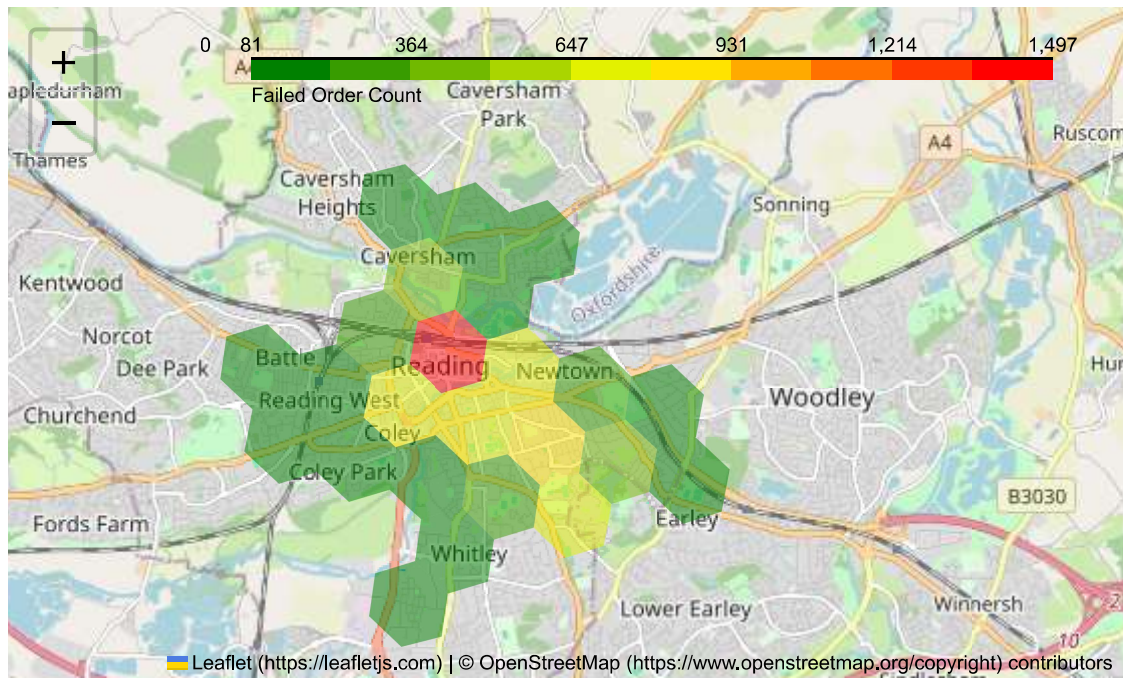 +
−
0 81 364 647 931 1,214 1,497
Failed Order Count
apledurham
Caversham
Park
A4
Ruscom
Thames
Caversham
Heights
Sonning
Caversham
Kentwood
Oxfordshire
Norcot
Battle
Dee Park
Reading
Newtown
Hur
Woodley
Reading West
Churchend
Coley
Coley Park
B3030
Fords Farm
Earley
Whitley
Lower Earley
Winnersh
10
Leaflet (https://leafletjs.com) | © OpenStreetMap (https://www.openstreetmap.org/copyright) contributors